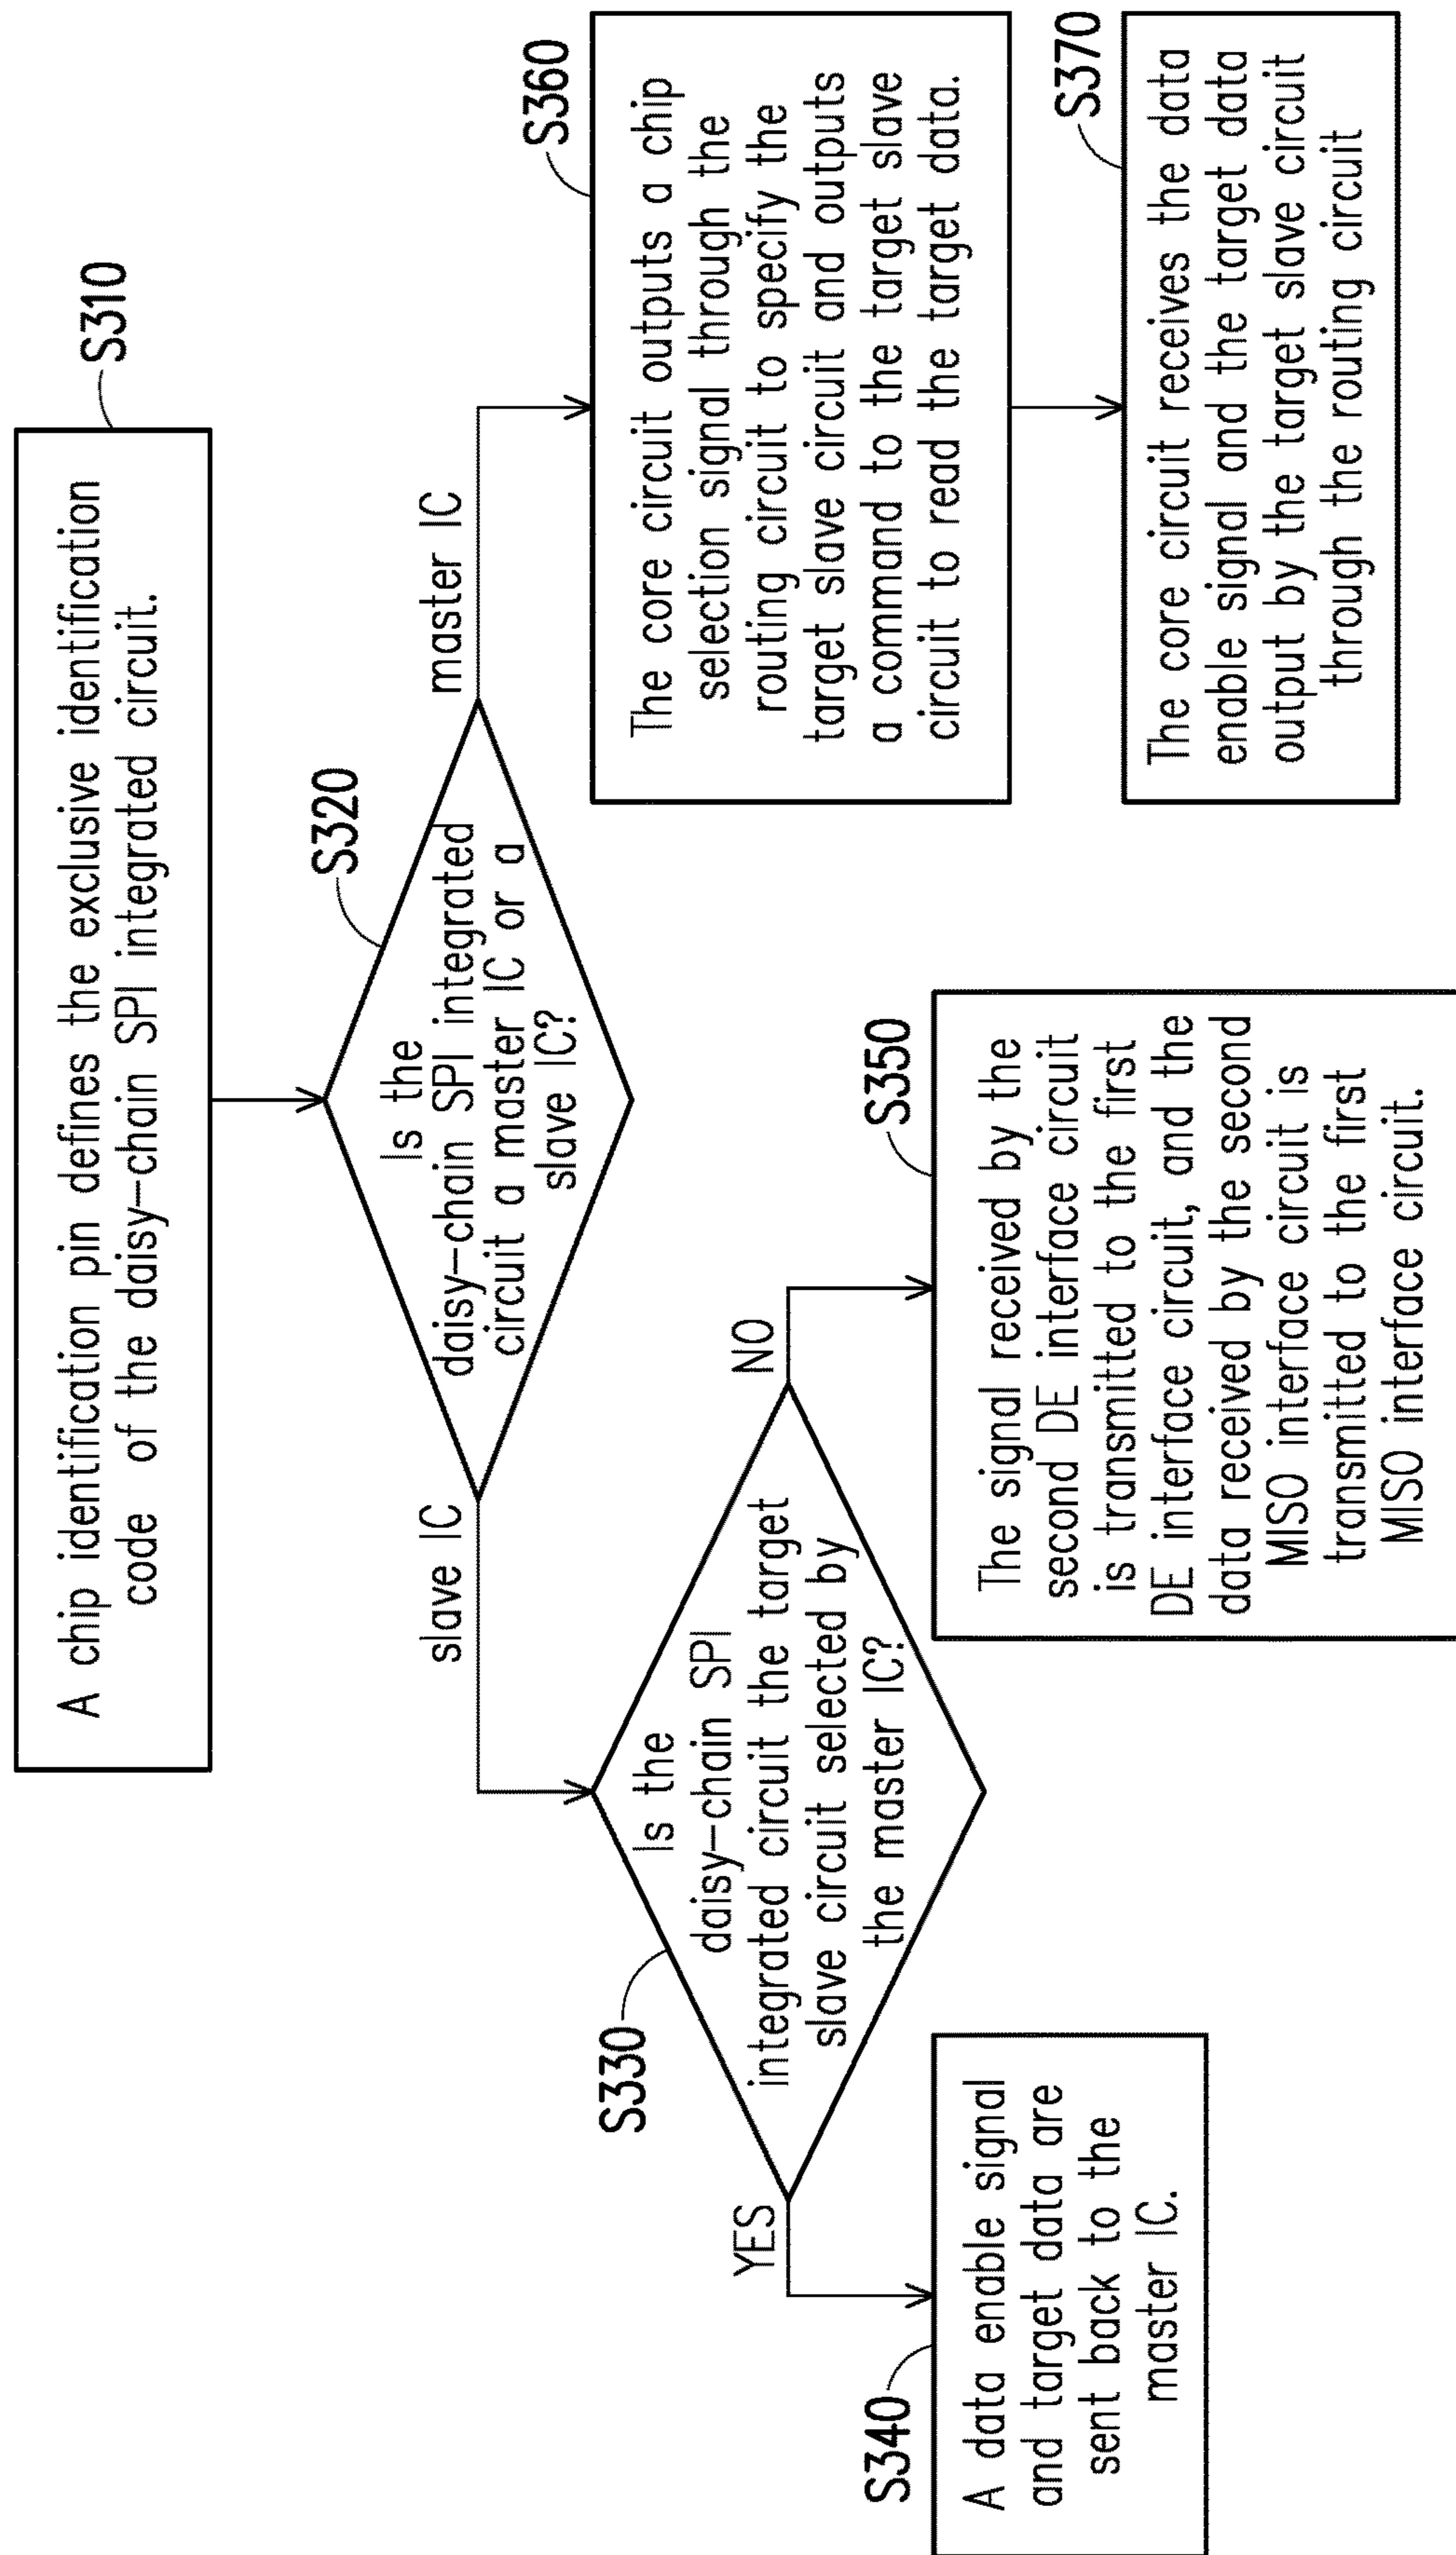 S310
A chip identification pin defines the exclusive identification
code of the daisy-chain SPI integrated circuit.
S320
Is the
daisy-chain SPI integrated
circuit a master IC or a
slave IC?
slave IC
master IC
S330
Is the
daisy-chain SPI
integrated circuit the target
slave circuit selected by
the master IC?
YES
NO
S340
A data enable signal
and target data are
sent back to the
master IC.
S350
The signal received by the
second DE interface circuit
is transmitted to the first
DE interface circuit, and the
data received by the second
MISO interface circuit is
transmitted to the first
MISO interface circuit.
S360
The core circuit outputs a chip
selection signal through the
routing circuit to specify the
target slave circuit and outputs
a command to the target slave
circuit to read the target data.
S370
The core circuit receives the data
enable signal and the target data
output by the target slave circuit
through the routing circuit